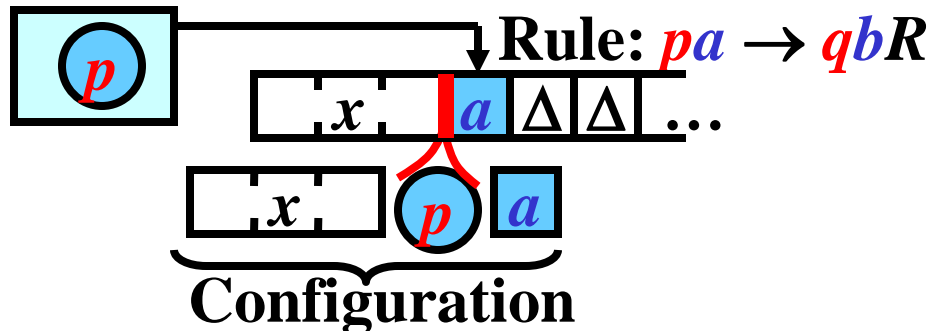 p
Rule: pa → qbR
x a Δ Δ ...
x p a
Configuration